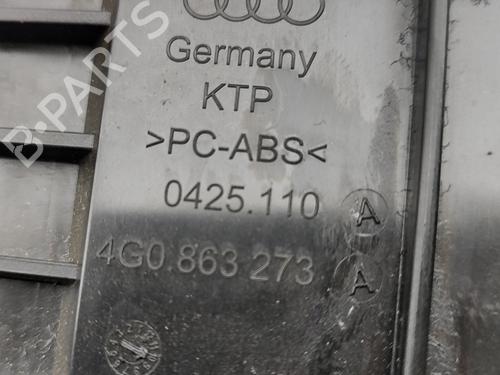 Germany
KTP
>PC-ABS<
0425.110 A
4G0.863 273 A
B-PARTS